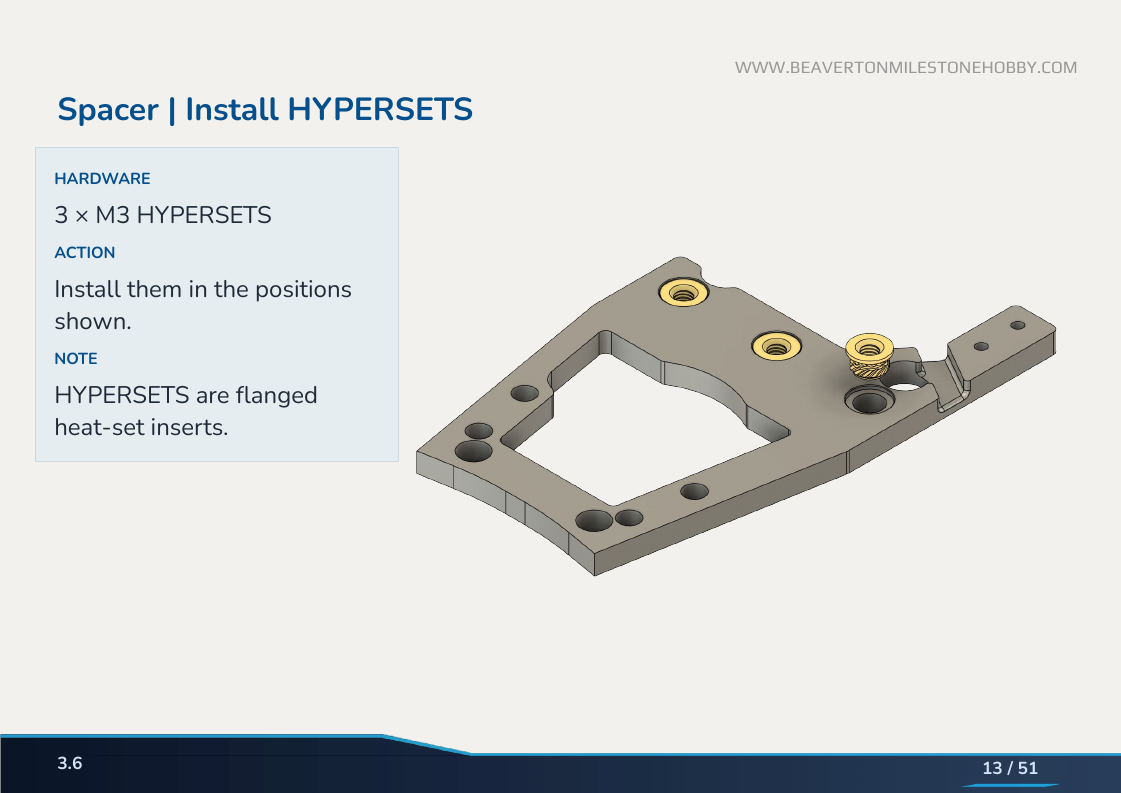 WWW.BEAVERTONMILESTONEHOBBY.COM
Spacer | Install HYPERSETS
HARDWARE
3 × M3 HYPERSETS
ACTION
Install them in the positions
shown.
NOTE
HYPERSETS are flanged
heat-set inserts.
3.6
13 / 51